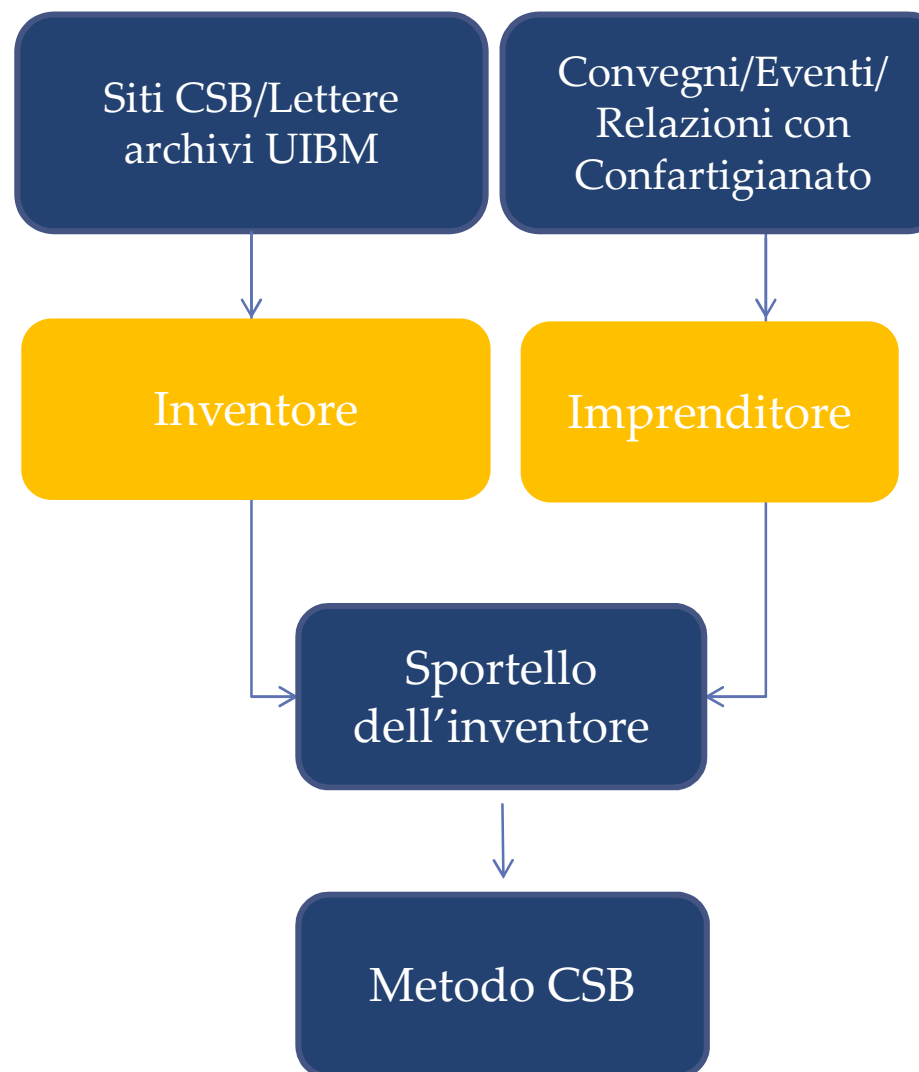 Siti CSB/Lettere
archivi UIBM
Convegni/Eventi/
Relazioni con
Confartigianato
Inventore
Imprenditore
Sportello
dell’inventore
Metodo CSB